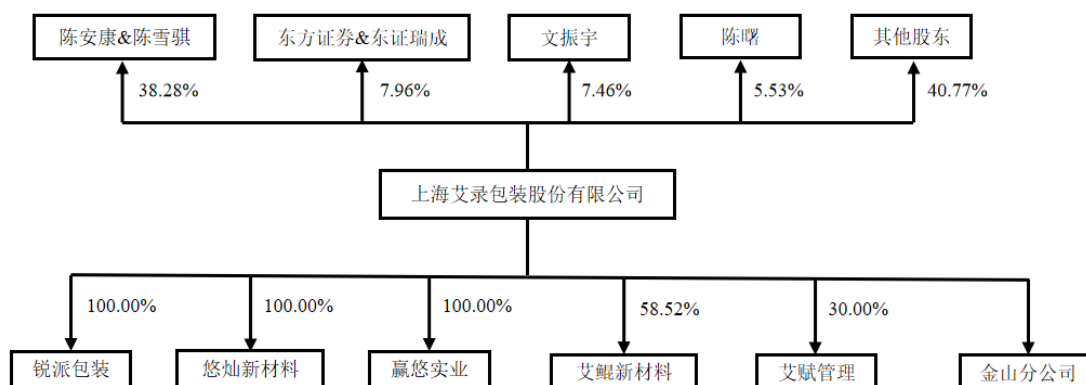 陈安康&陈雪骐 东方证券&东证瑞成 文振宇 陈曙 其他股东
38.28% 7.96% 7.46% 5.53% 40.77%
上海艾录包装股份有限公司
100.00% 100.00% 100.00% 58.52% 30.00%
锐派包装 悠灿新材料 赢悠实业 艾鲲新材料 艾赋管理 金山分公司